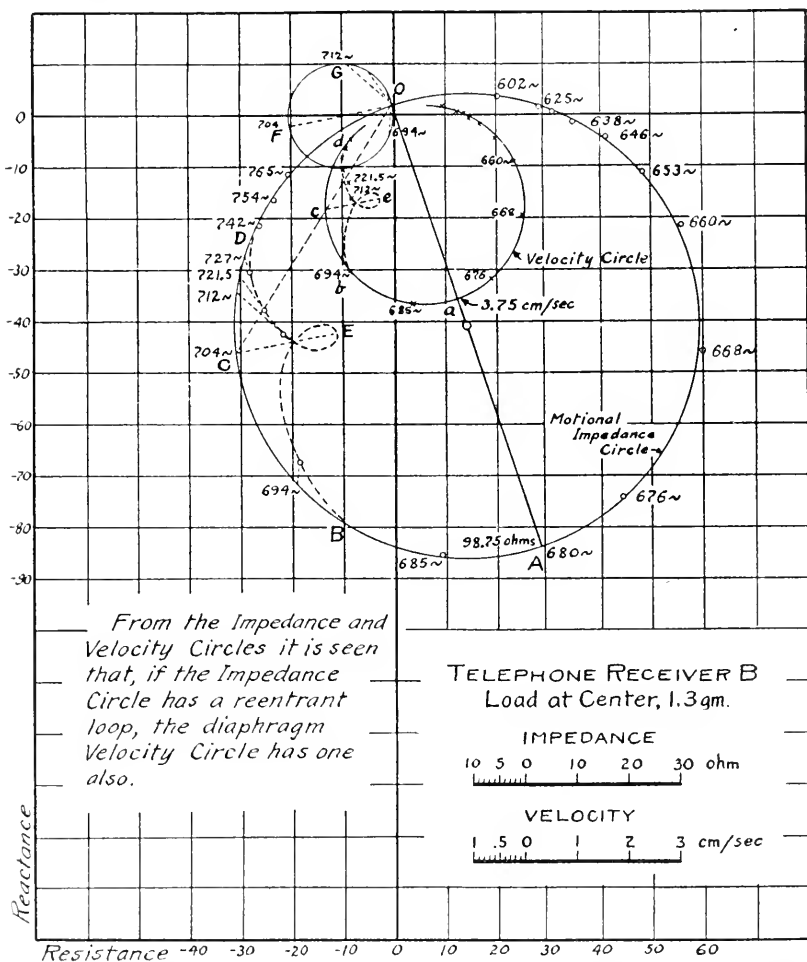 712~
G
O
602~
625~
0
704
F
694~
638~
646~
d
-10
765~
660~
653~
721.5~
713~
e
754~
c
-20
742~
D
668
660~
727~
Velocity Circle
-30
721.5
694~
b
676
712~
685~
a
3.75 cm/sec
-40
704~
E
668~
C
-50
-60
Motional
Impedance
Circle
-70
694~
676~
-80
B
98.75 ohms
680~
685~
A
-90
From the Impedance and
Velocity Circles it is seen
that, if the Impedance
Circle has a reentrant
loop, the diaphragm
Velocity Circle has one
also.
TELEPHONE RECEIVER B
Load at Center, 1.3 gm.
IMPEDANCE
10 5 0 10 20 30 ohm
VELOCITY
1 .5 0 1 2 3 cm/sec
Reactance
Resistance -40 -30 -20 -10 0 10 20 30 40 50 60